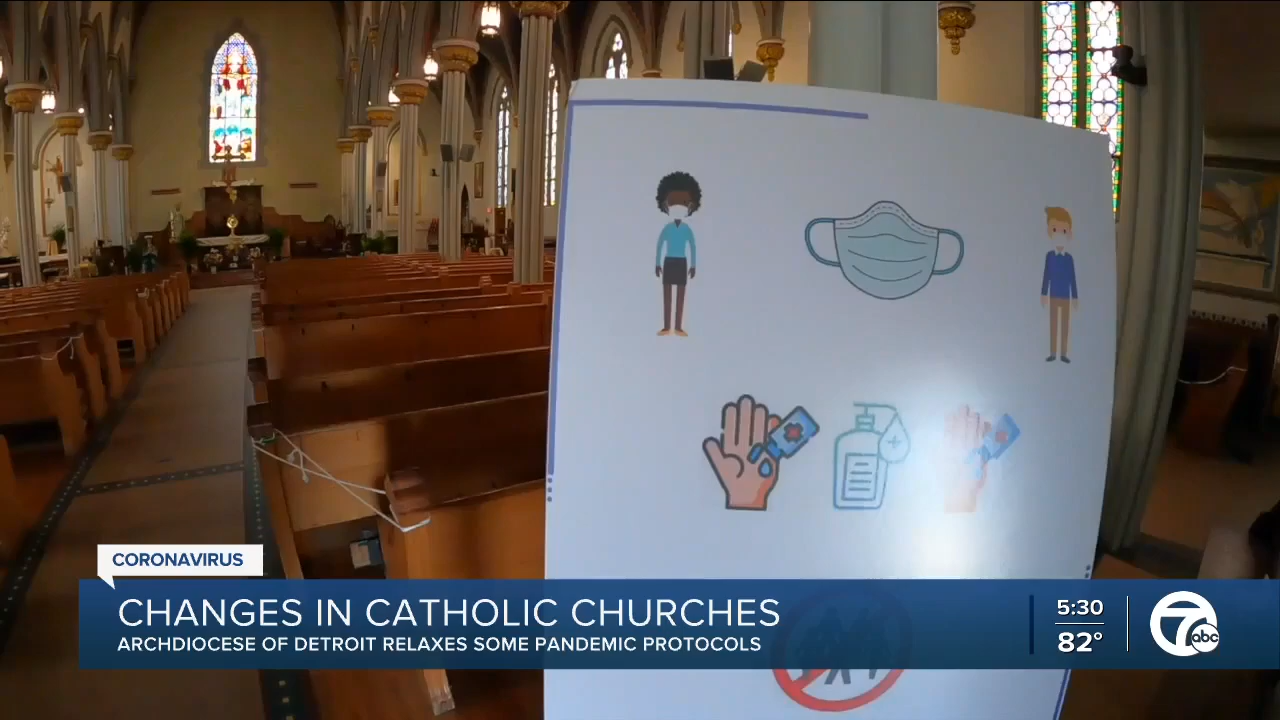 CORONAVIRUS
CHANGES IN CATHOLIC CHURCHES
ARCHDIOCESE OF DETROIT RELAXES SOME PANDEMIC PROTOCOLS
5:30
82°
7 abc